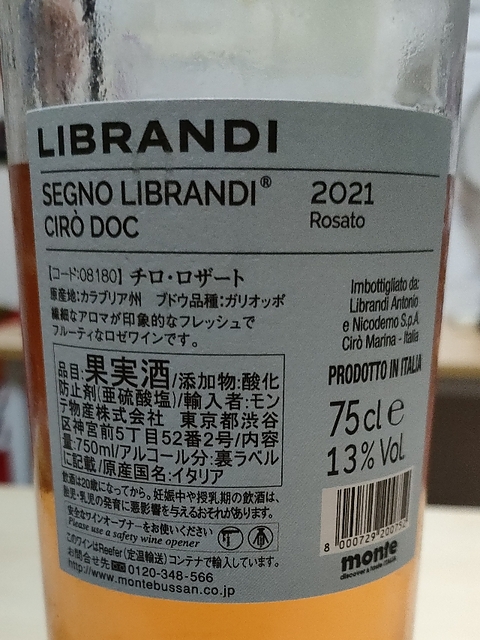 LIBRANDI
SEGNO LIBRANDI® 2021
CIRÒ DOC Rosato
【コード:08180】チロ・ロザート
原産地:カラブリア州 ブドウ品種:ガリオッポ
繊細なアロマが印象的なフレッシュで
フルーティなロゼワインです。
品目:果実酒/添加物:酸化
防止剤(亜硫酸塩)/輸入者:モン
テ物産株式会社 東京都渋谷
区神宮前5丁目52番2号/内容
量:750ml/アルコール分:裏ラベル
に記載/原産国名:イタリア
飲酒は20歳になってから。妊娠中や授乳期の飲酒は、
胎児・乳児の発育に悪影響を与えるおそれがあります。
安全なワインオープナーをお使いください
Please use a safety wine opener
このワインはReefer(定温輸送)コンテナで輸入しています。
お問合せ先 0120-348-566
http://www.montebussan.co.jp
Imbottigliato da:
Librandi Antonio
e Nicodemo S.p.A.
Cirò Marina - Italia
PRODOTTO IN ITALIA
75cl e
13% Vol.
monte